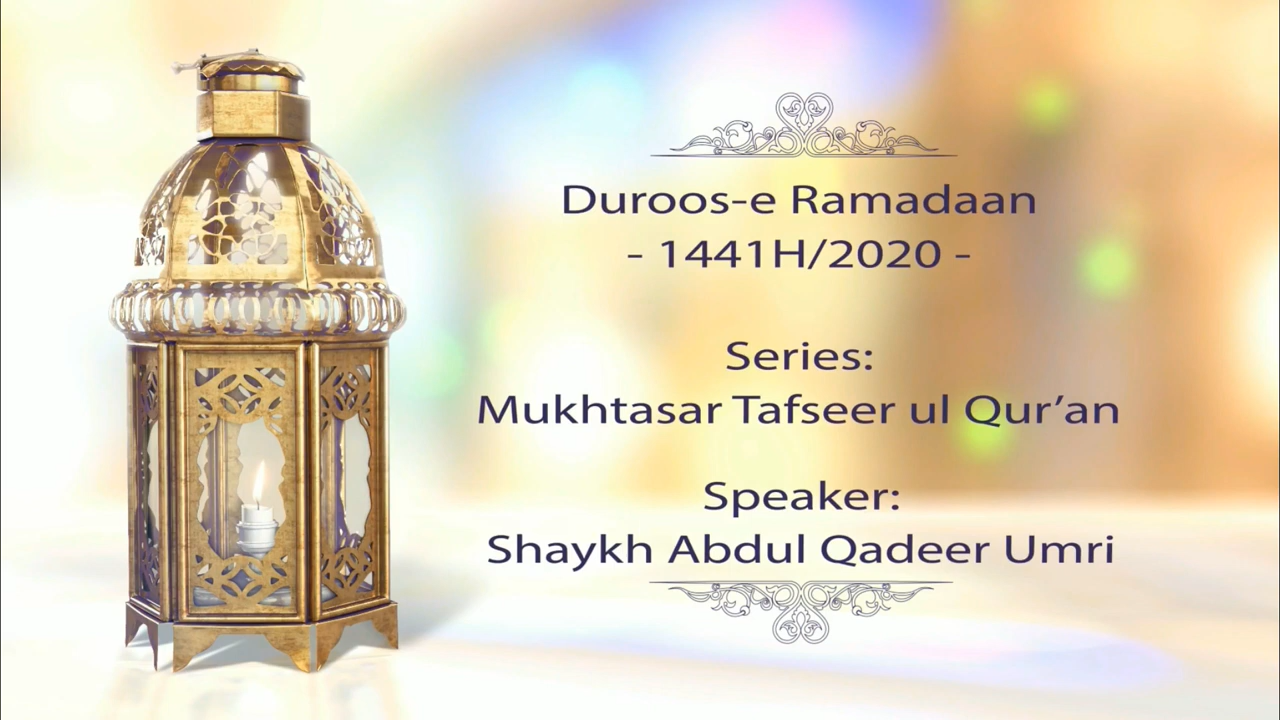 Duroos-e Ramadaan
- 1441H/2020 -
Series:
Mukhtasar Tafseer ul Qur’an
Speaker:
Shaykh Abdul Qadeer Umri